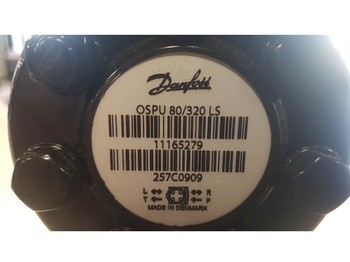 Danfoss
OSPU 80/320 LS
11165279
257C0909
L R
T P
MADE IN DENMARK